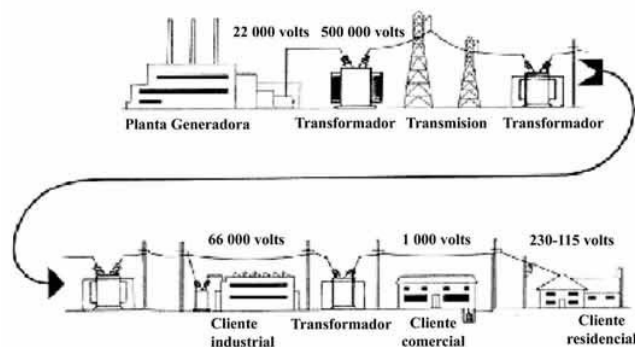 22 000 volts 500 000 volts
Planta Generadora Transformador Transmision Transformador
66 000 volts 1 000 volts 230-115 volts
Cliente industrial Transformador Cliente comercial Cliente residencial